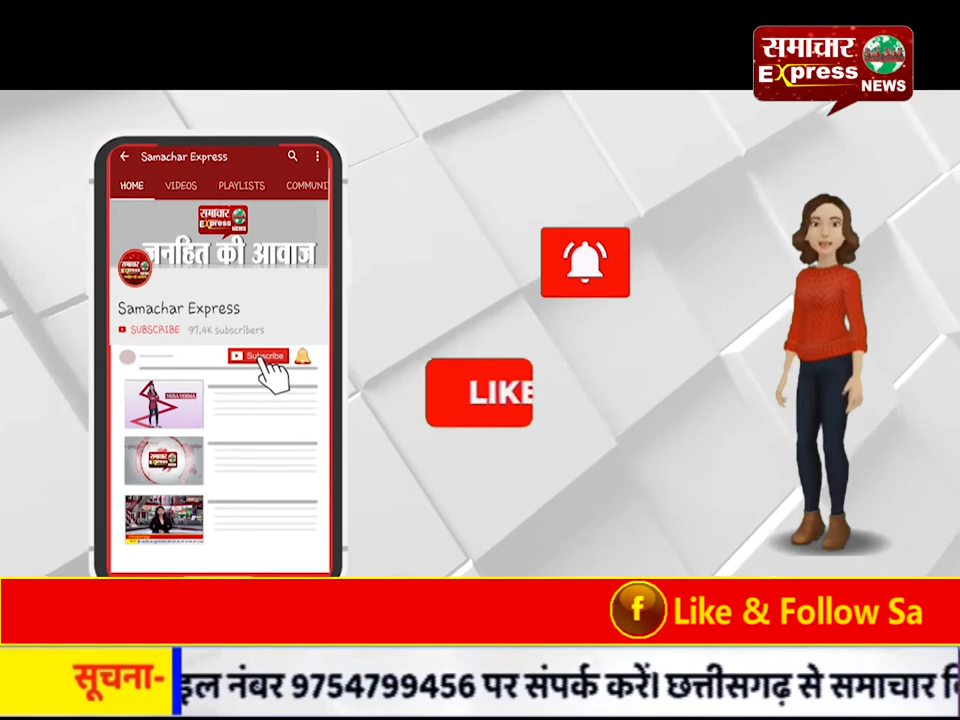 समाचार
Express
NEWS
Samachar Express
HOME VIDEOS PLAYLISTS COMMUNI
समाचार
Express
NEWS
जनहित की आवाज
Samachar Express
SUBSCRIBE 97.4K subscribers
Subscribe
LIKE
Like & Follow Sa
सूचना- इल नंबर 9754799456 पर संपर्क करें। छत्तीसगढ़ से समाचार